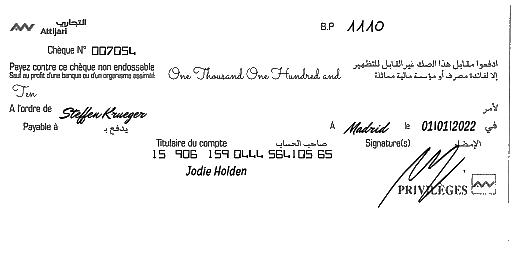 التجاري
Attijari
B.P 1110
Chèque N° 007054
Payez contre ce chèque non endossable
Sauf au profit d'une banque ou d'un organisme assimilé
One Thousand One Hundred and
ادفعوا مقابل هذا الصك غير القابل للتظهير
إلا لفائدة مصرف أو مؤسسة مالية مماثلة
Ten
A l'ordre de Steffen Krueger لأمر
Payable à يدفع بـ
A Madrid le 01|01|2022 في
Titulaire du compte صاحب الحساب
Signature(s) الإمضاء
15 906 159 0444 564105 65
Jodie Holden
PRIVILÈGES